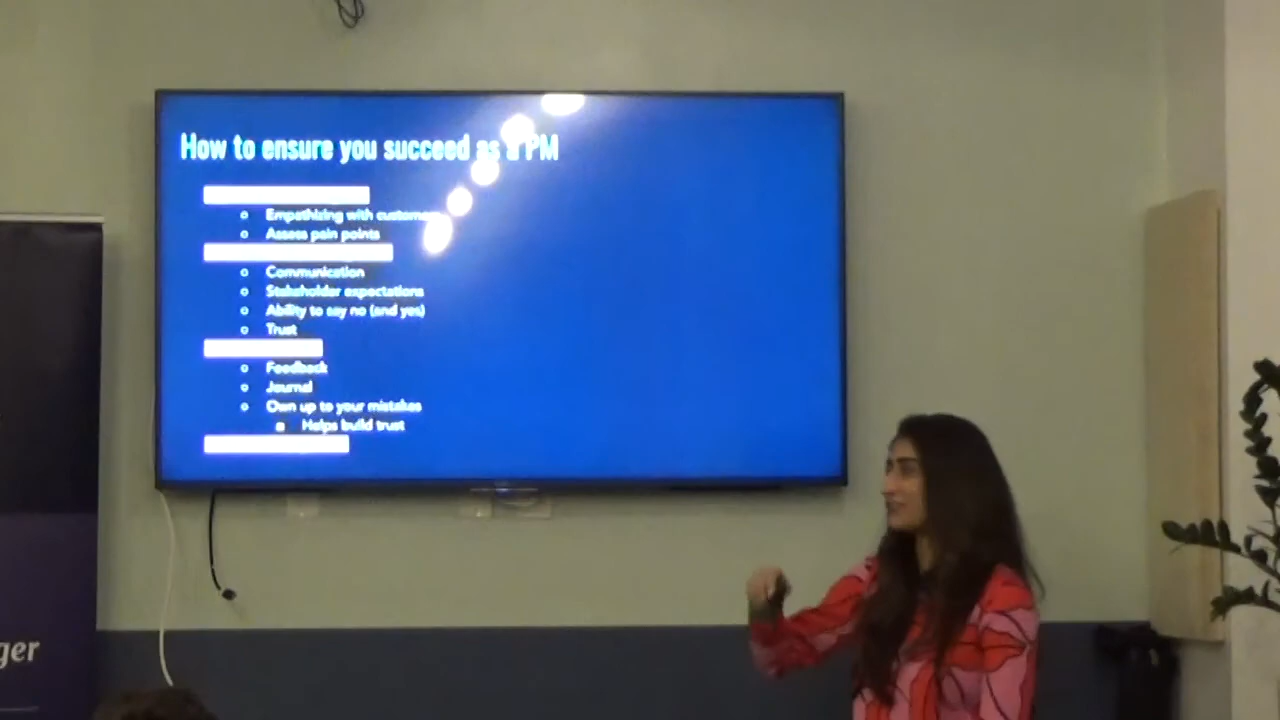 How to ensure you succeed as a PM
Empathizing with customers
Assess pain points
Communication
Stakeholder expectations
Ability to say no (and yes)
Trust
Feedback
Journal
Own up to your mistakes
Helps build trust
ger